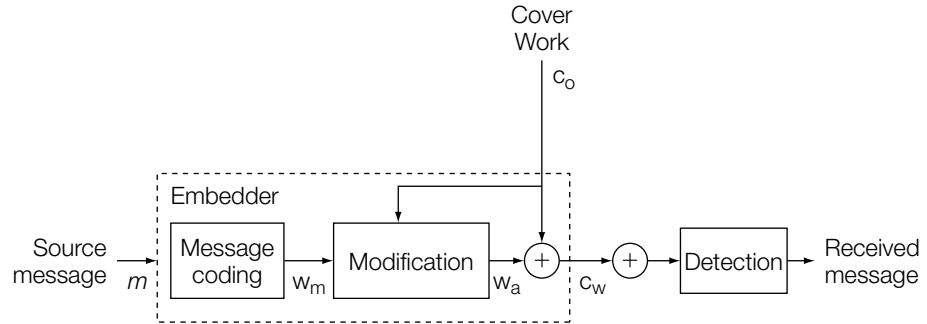 Cover
Work
c_o
Embedder
Source
message
m
Message
coding
w_m
Modification
w_a
+
c_w
+
Detection
Received
message